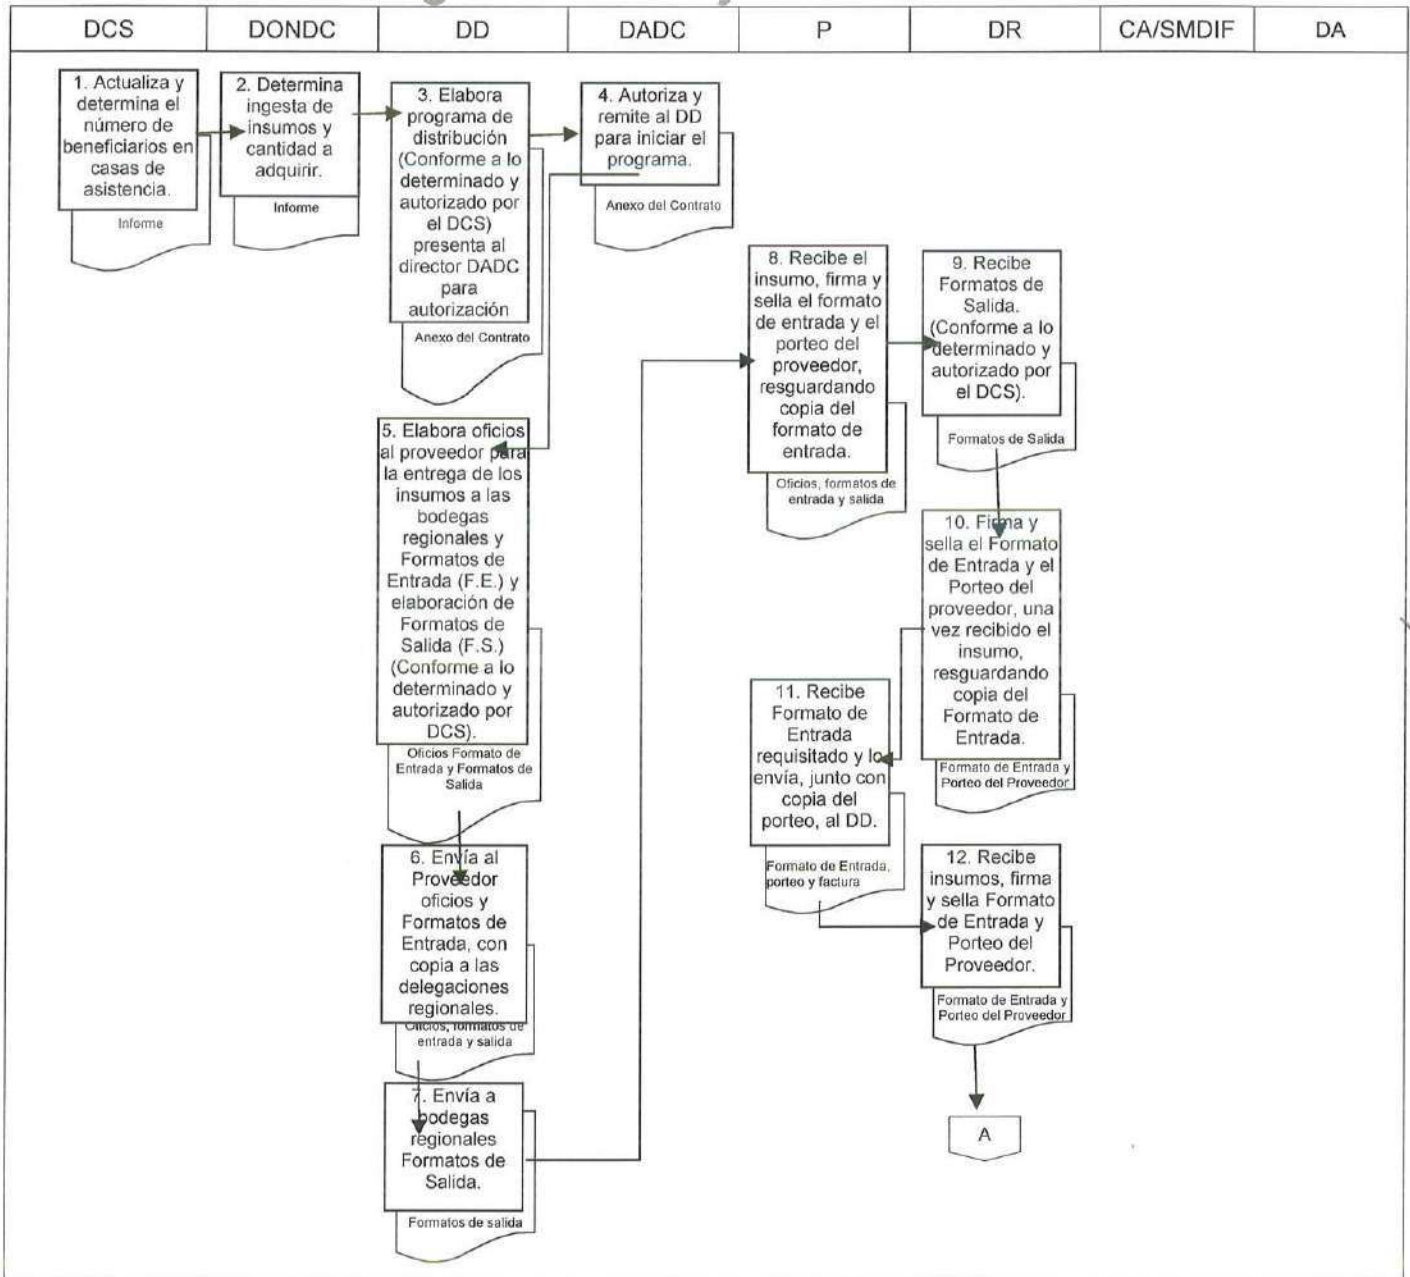 DCS
DONDC
DD
DADC
P
DR
CA/SMDIF
DA
1. Actualiza y
determina el
número de
beneficiarios en
casas de
asistencia.
Informe
2. Determina
ingesta de
insumos y
cantidad a
adquirir.
Informe
3. Elabora
programa de
distribución
(Conforme a lo
determinado y
autorizado por
el DCS)
presenta al
director DADC
para
autorización
Anexo del Contrato
4. Autoriza y
remite al DD
para iniciar el
programa.
Anexo del Contrato
5. Elabora oficios
al proveedor para
la entrega de los
insumos a las
bodegas
regionales y
Formatos de
Entrada (F.E.) y
elaboración de
Formatos de
Salida (F.S.)
(Conforme a lo
determinado y
autorizado por
DCS).
Oficios Formato de
Entrada y Formatos de
Salida
6. Envía al
Proveedor
oficios y
Formatos de
Entrada, con
copia a las
delegaciones
regionales.
Oficios, formatos de
entrada y salida
7. Envía a
bodegas
regionales
Formatos de
Salida.
Formatos de salida
8. Recibe el
insumo, firma y
sella el formato
de entrada y el
porteo del
proveedor,
resguardando
copia del
formato de
entrada.
Oficios, formatos de
entrada y salida
9. Recibe
Formatos de
Salida.
(Conforme a lo
determinado y
autorizado por
el DCS).
Formatos de Salida
10. Firma y
sella el Formato
de Entrada y el
Porteo del
proveedor, una
vez recibido el
insumo,
resguardando
copia del
Formato de
Entrada.
Formato de Entrada y
Porteo del Proveedor
11. Recibe
Formato de
Entrada
requisitado y lo
envía, junto con
copia del
porteo, al DD.
Formato de Entrada,
porteo y factura
12. Recibe
insumos, firma
y sella Formato
de Entrada y
Porteo del
Proveedor.
Formato de Entrada y
Porteo del Proveedor
A